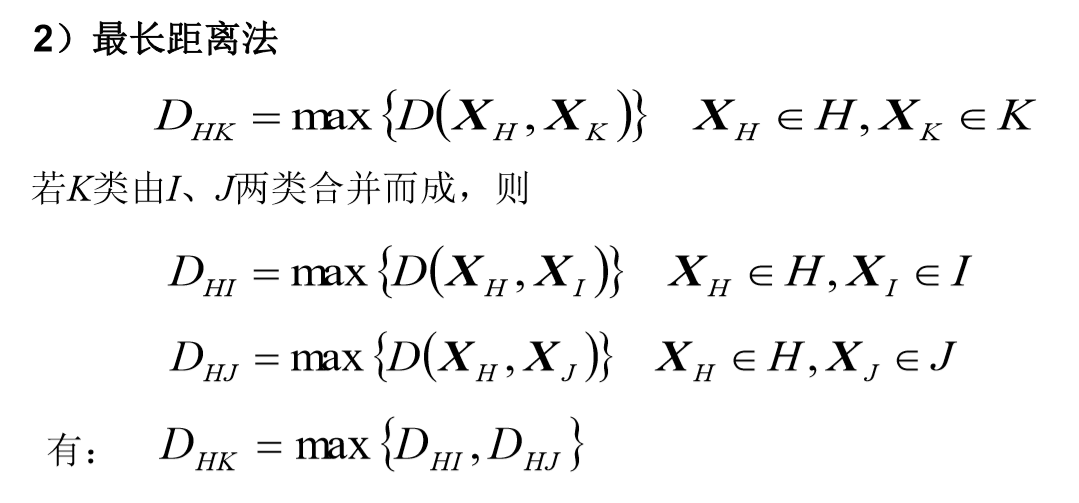 2）最长距离法
D_{HK} = max{D(X_H, X_K)} X_H ∈ H, X_K ∈ K
若K类由I、J两类合并而成，则
D_{HI} = max{D(X_H, X_I)} X_H ∈ H, X_I ∈ I
D_{HJ} = max{D(X_H, X_J)} X_H ∈ H, X_J ∈ J
有： D_{HK} = max{D_{HI}, D_{HJ}}